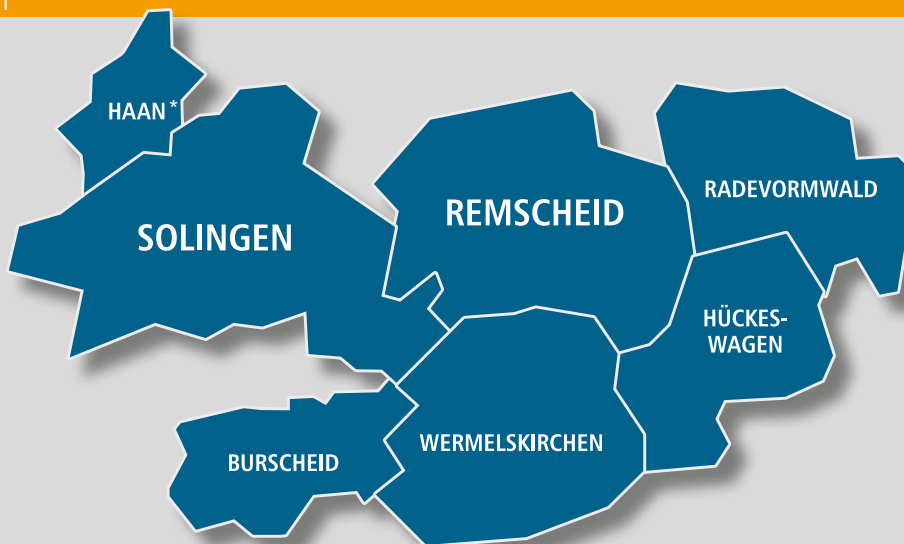 HAAN*
SOLINGEN
REMSCHEID
RADEVORMWALD
HÜCKES-
WAGEN
WERMELSKIRCHEN
BURSCHEID